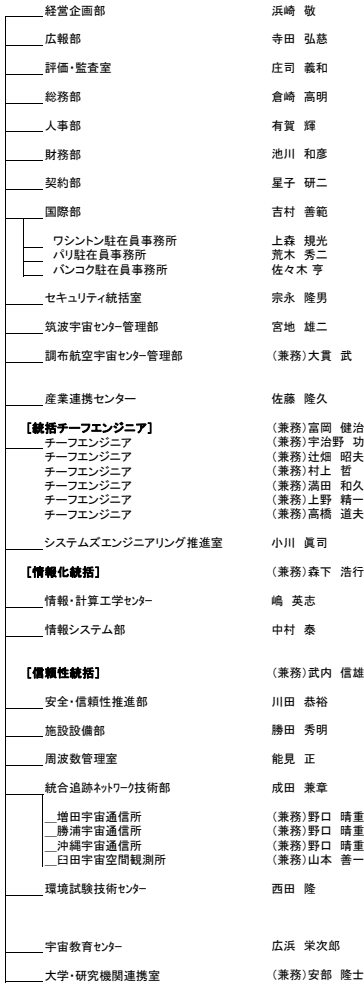 経営企画部 浜崎 敬
広報部 寺田 弘慈
評価・監査室 庄司 義和
総務部 倉崎 高明
人事部 有賀 輝
財務部 池川 和彦
契約部 星子 研二
国際部 吉村 善範
ワシントン駐在員事務所 上森 規光
パリ駐在員事務所 荒木 秀二
バンコク駐在員事務所 佐々木 亨
セキュリティ統括室 宗永 隆男
筑波宇宙センター管理部 宮地 雄二
調布航空宇宙センター管理部 (兼務)大貫 武
産業連携センター 佐藤 隆久
[統括チーフエンジニア] (兼務)富岡 健治
チーフエンジニア (兼務)宇治野 功
チーフエンジニア (兼務)辻畑 昭夫
チーフエンジニア (兼務)村上 哲
チーフエンジニア (兼務)満田 和久
チーフエンジニア (兼務)上野 精一
チーフエンジニア (兼務)高橋 道夫
システムズエンジニアリング推進室 小川 眞司
[情報化統括] (兼務)森下 浩行
情報・計算工学センター 嶋 英志
情報システム部 中村 泰
[信頼性統括] (兼務)武内 信雄
安全・信頼性推進部 川田 恭裕
施設設備部 勝田 秀明
周波数管理室 能見 正
統合追跡ネットワーク技術部 成田 兼章
__増田宇宙通信所 (兼務)野口 晴重
__勝浦宇宙通信所 (兼務)野口 晴重
__沖縄宇宙通信所 (兼務)野口 晴重
__臼田宇宙空間観測所 (兼務)山本 善一
環境試験技術センター 西田 隆
宇宙教育センター 広浜 栄次郎
大学・研究機関連携室 (兼務)安部 隆士